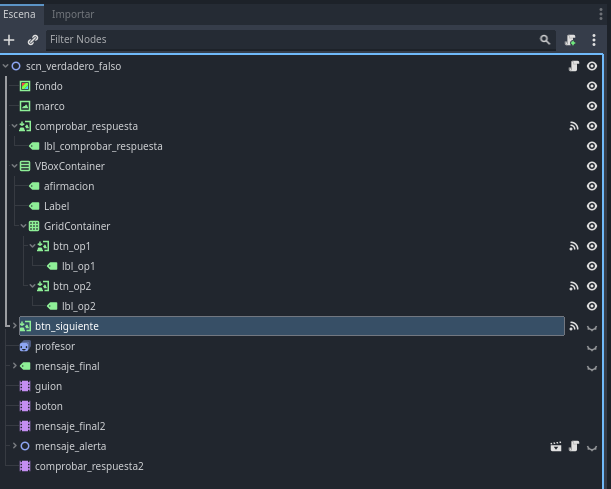 Escena Importar
Filter Nodes
scn_verdadero_falso
fondo
marco
comprobar_respuesta
lbl_comprobar_respuesta
VBoxContainer
afirmacion
Label
GridContainer
btn_op1
lbl_op1
btn_op2
lbl_op2
btn_siguiente
profesor
mensaje_final
guion
boton
mensaje_final2
mensaje_alerta
comprobar_respuesta2